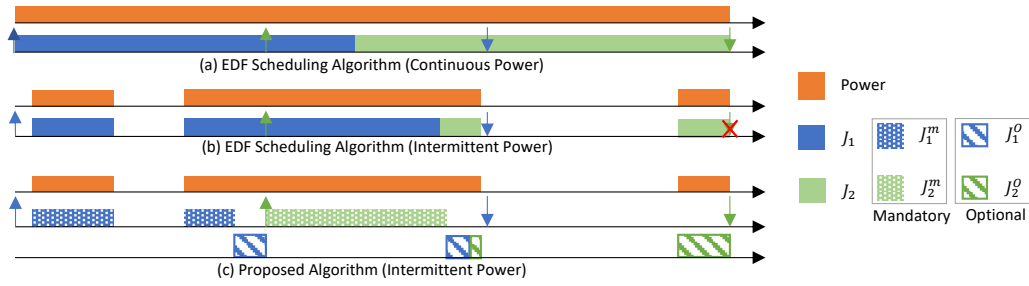 (a) EDF Scheduling Algorithm (Continuous Power)
(b) EDF Scheduling Algorithm (Intermittent Power)
(c) Proposed Algorithm (Intermittent Power)
Power
J₁ J₁ᵐ J₁ᴼ
J₂ J₂ᵐ J₂ᴼ
Mandatory Optional